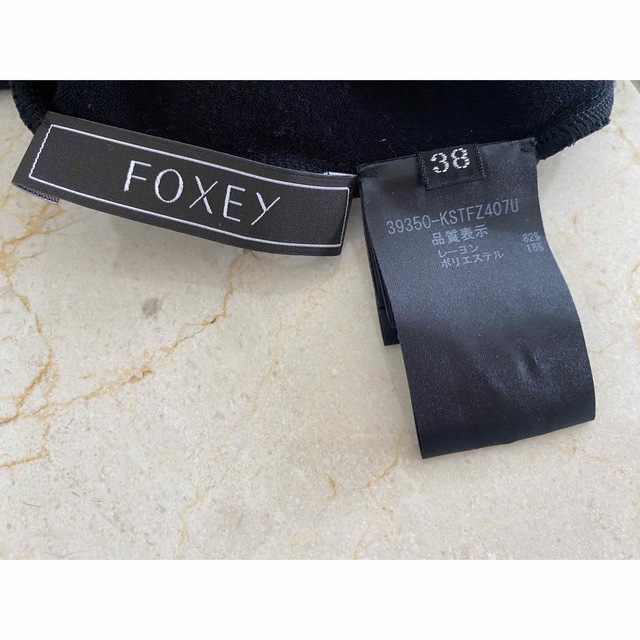 FOXEY
38
39350-KSTFZ407U
品質表示
レーヨン 82%
ポリエステル 18%